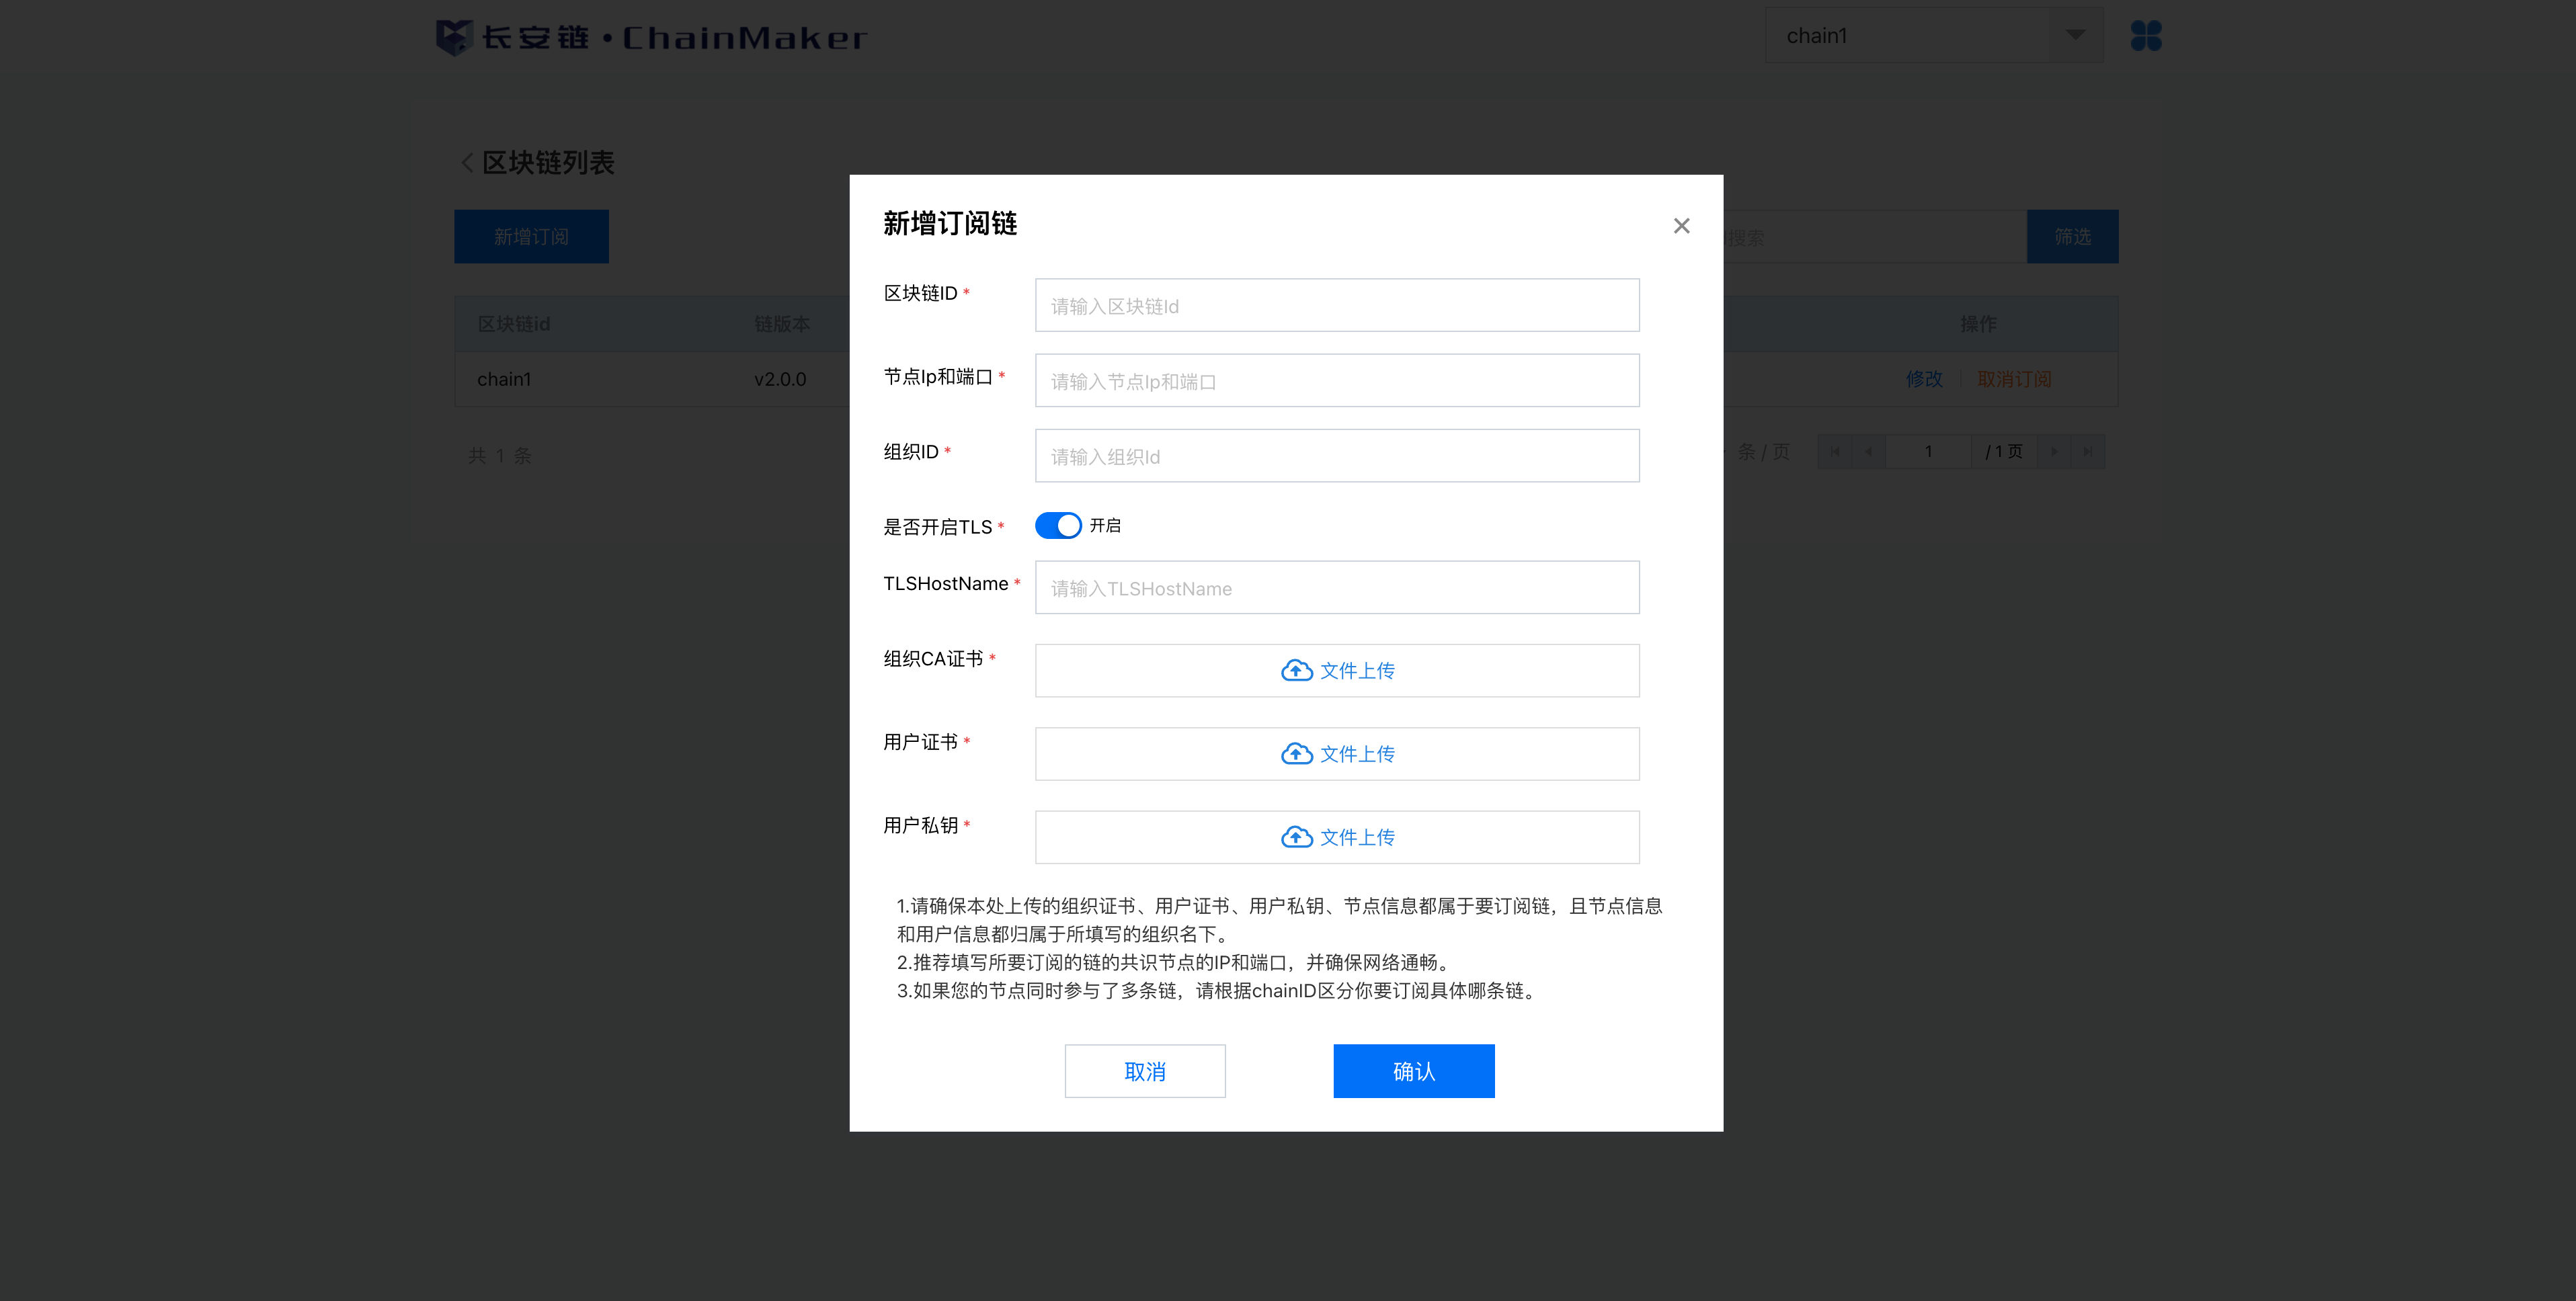 长安链·ChainMaker
chain1
区块链列表
新增订阅
搜索
筛选
区块链id
链版本
操作
chain1
v2.0.0
修改
取消订阅
共 1 条
条 / 页
1
/ 1 页
新增订阅链
区块链ID *
请输入区块链Id
节点Ip和端口 *
请输入节点Ip和端口
组织ID *
请输入组织Id
是否开启TLS *
开启
TLSHostName *
请输入TLSHostName
组织CA证书 *
文件上传
用户证书 *
文件上传
用户私钥 *
文件上传
1.请确保本处上传的组织证书、用户证书、用户私钥、节点信息都属于要订阅链，且节点信息
和用户信息都归属于所填写的组织名下。
2.推荐填写所要订阅的链的共识节点的IP和端口，并确保网络通畅。
3.如果您的节点同时参与了多条链，请根据chainID区分你要订阅具体哪条链。
取消
确认